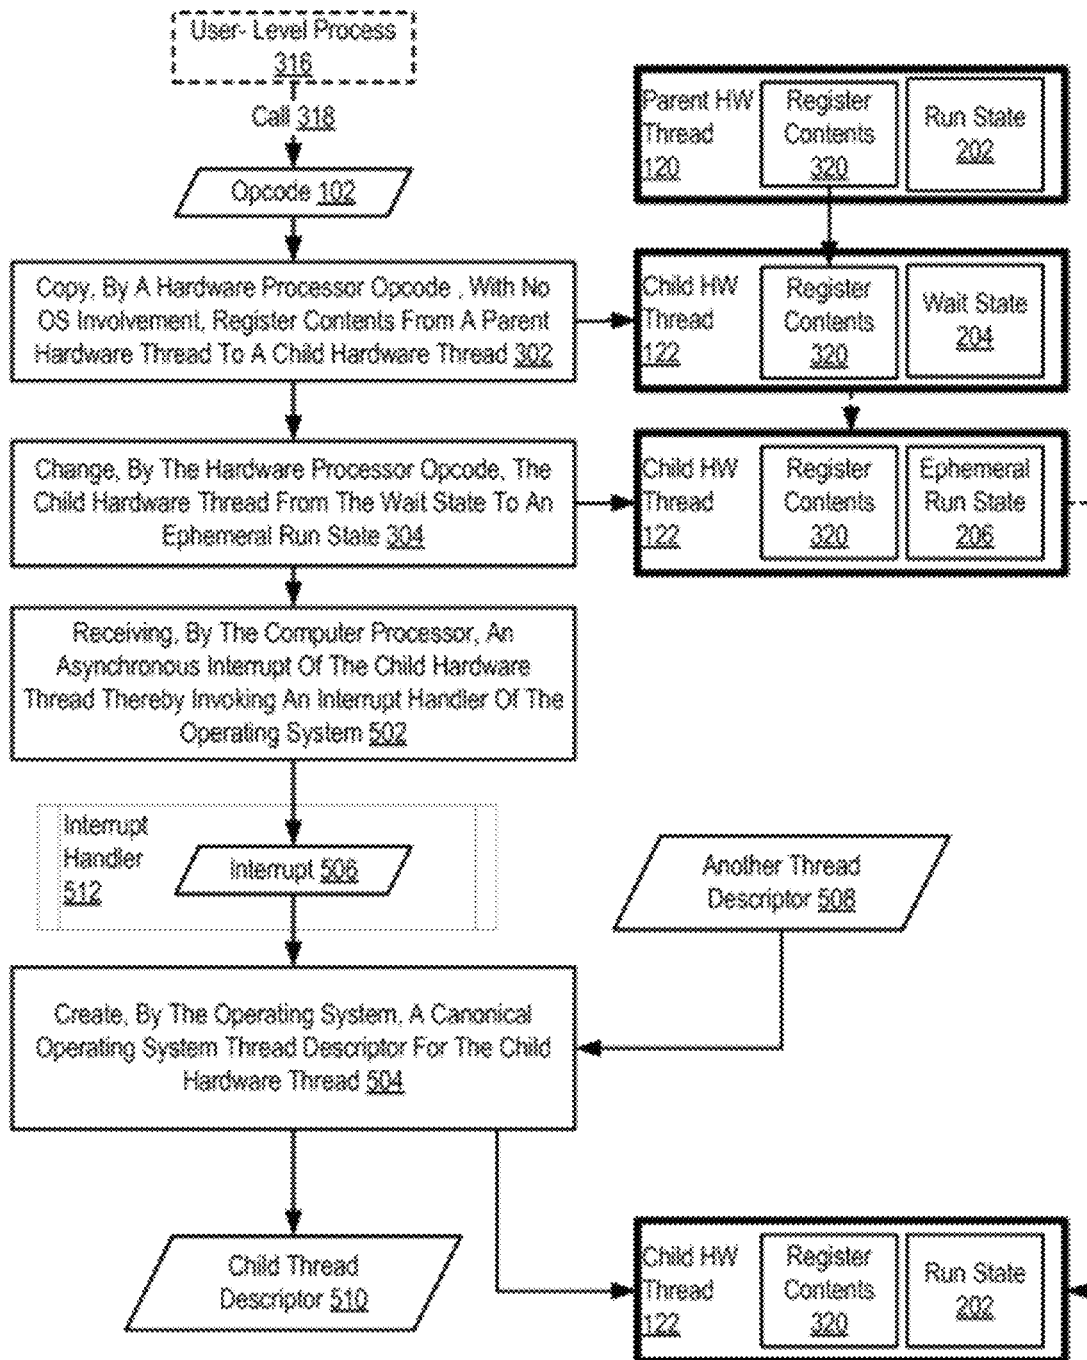 User- Level Process
316
Call 318
Opcode 102
Parent HW
Thread
120
Register
Contents
320
Run State
202
Copy, By A Hardware Processor Opcode , With No
OS Involvement, Register Contents From A Parent
Hardware Thread To A Child Hardware Thread 302
Child HW
Thread
122
Register
Contents
320
Wait State
204
Change, By The Hardware Processor Opcode, The
Child Hardware Thread From The Wait State To An
Ephemeral Run State 304
Child HW
Thread
122
Register
Contents
320
Ephemeral
Run State
206
Receiving, By The Computer Processor, An
Asynchronous Interrupt Of The Child Hardware
Thread Thereby Invoking An Interrupt Handler Of The
Operating System 502
Interrupt
Handler
512
Interrupt 506
Another Thread
Descriptor 508
Create, By The Operating System, A Canonical
Operating System Thread Descriptor For The Child
Hardware Thread 504
Child Thread
Descriptor 510
Child HW
Thread
122
Register
Contents
320
Run State
202